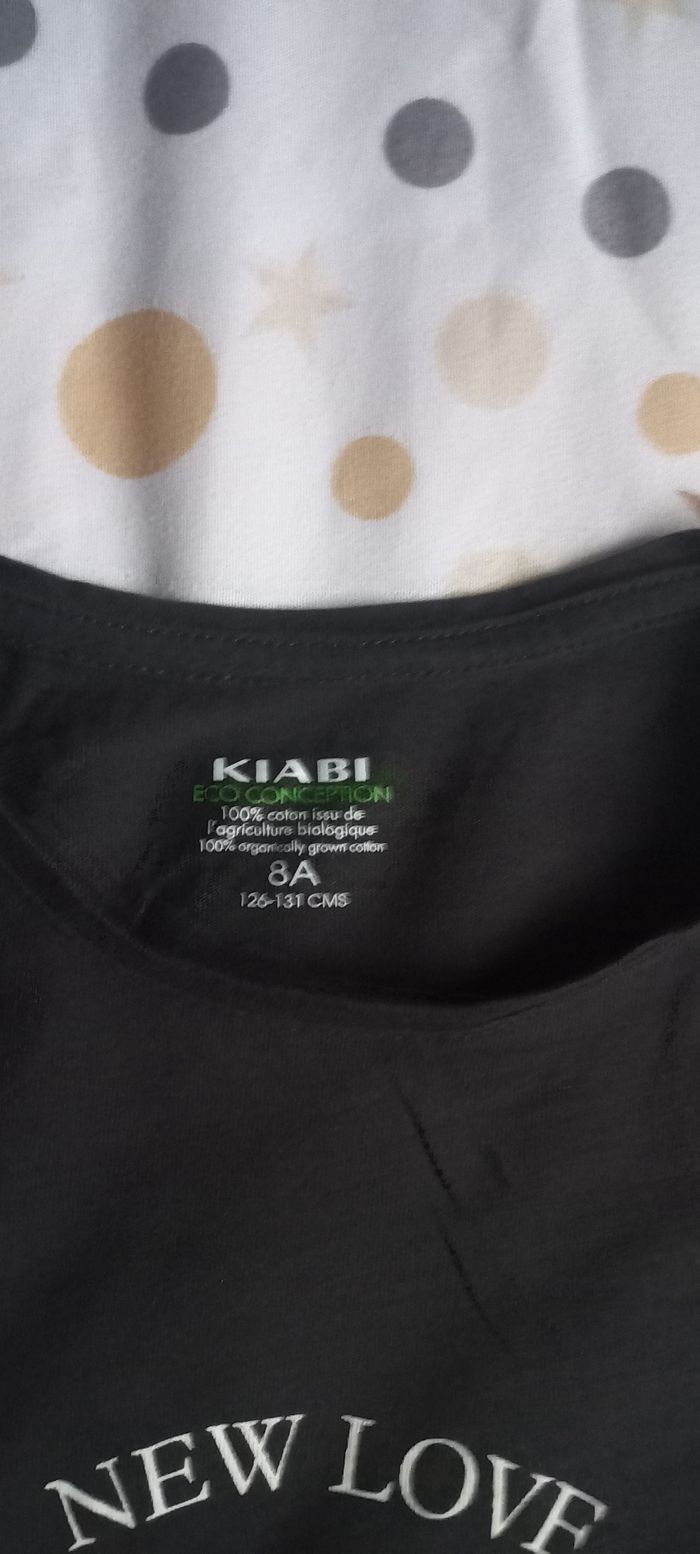 KIABI
ECO CONCEPTION
100% coton issu de
l'agriculture biologique
100% organically grown cotton
8A
126-131 CMS
NEW LOVE